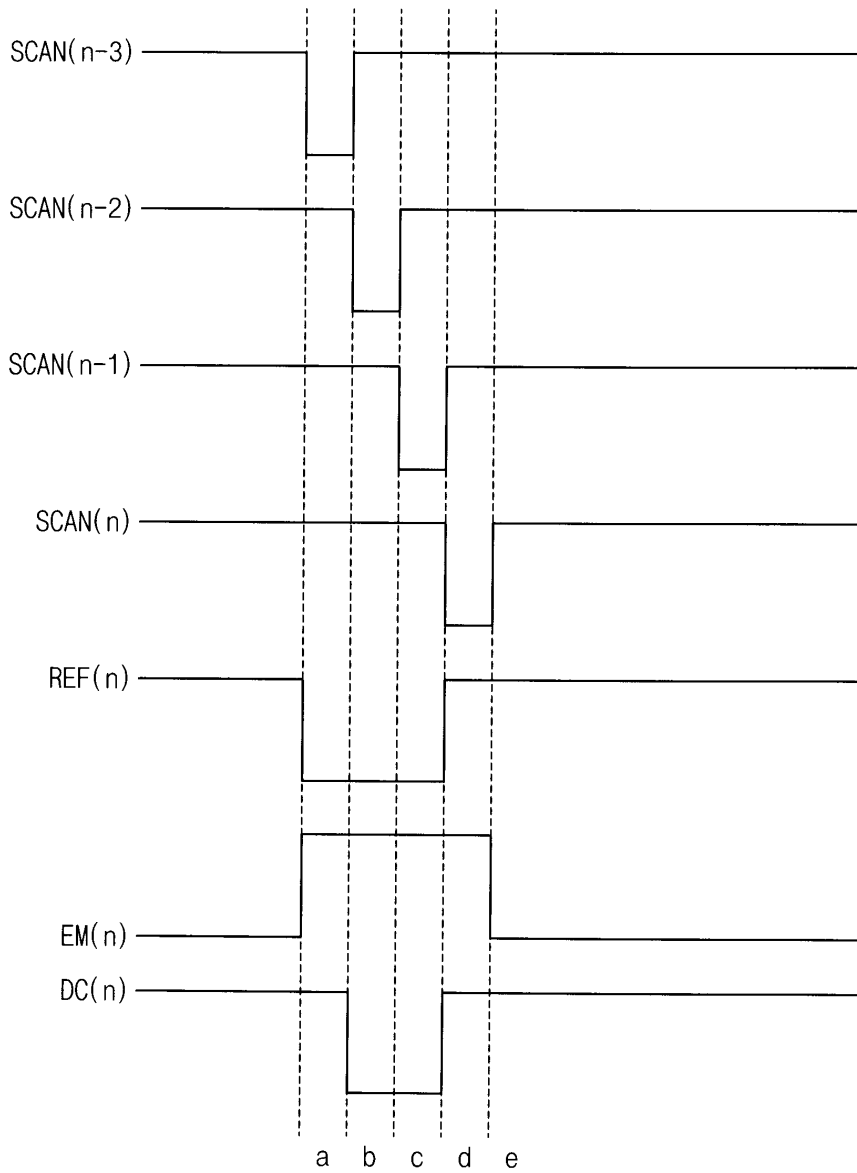 SCAN(n-3)
SCAN(n-2)
SCAN(n-1)
SCAN(n)
REF(n)
EM(n)
DC(n)
a b c d e